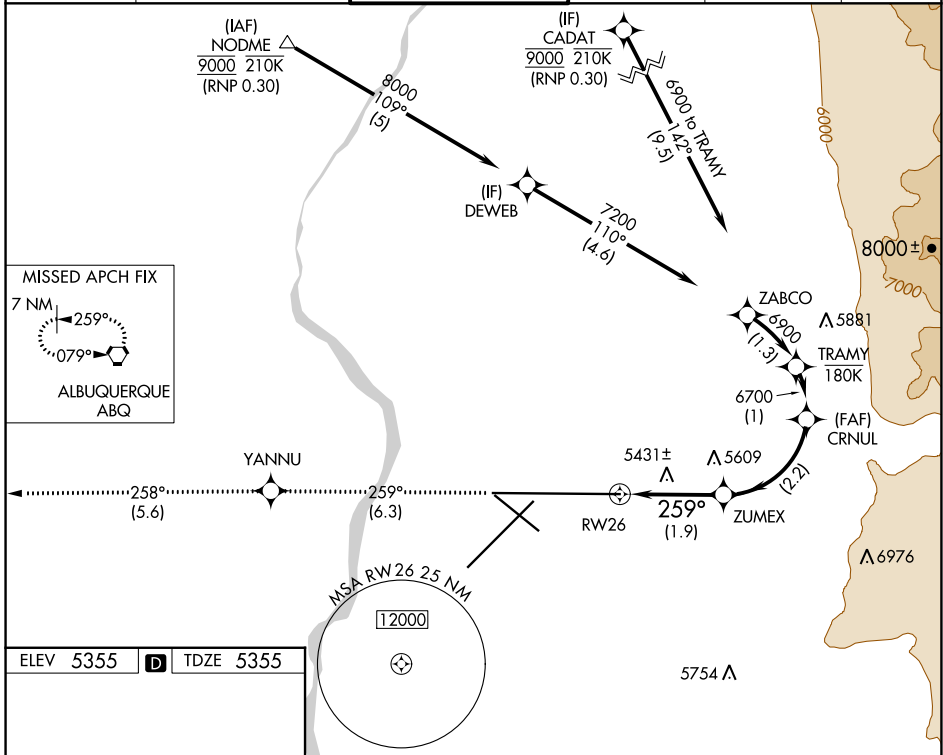 (IAF)
NODME
9000 210K
(RNP 0.30)
(IF)
CADAT
9000 210K
(RNP 0.30)
8000
109°
(5)
6900 to TRAMY
142°
(9.5)
6000
(IF)
DEWEB
7200
110°
(4.6)
8000±
7000
MISSED APCH FIX
7 NM
259°
079°
ALBUQUERQUE
ABQ
ZABCO
6900
(1.3)
5881
TRAMY
180K
6700
(1)
(FAF)
CRNUL
(2.2)
YANNU
5431±
5609
258°
(5.6)
259°
(6.3)
RW26
259°
(1.9)
ZUMEX
6976
MSA RW26 25 NM
12000
5754
ELEV 5355 D TDZE 5355